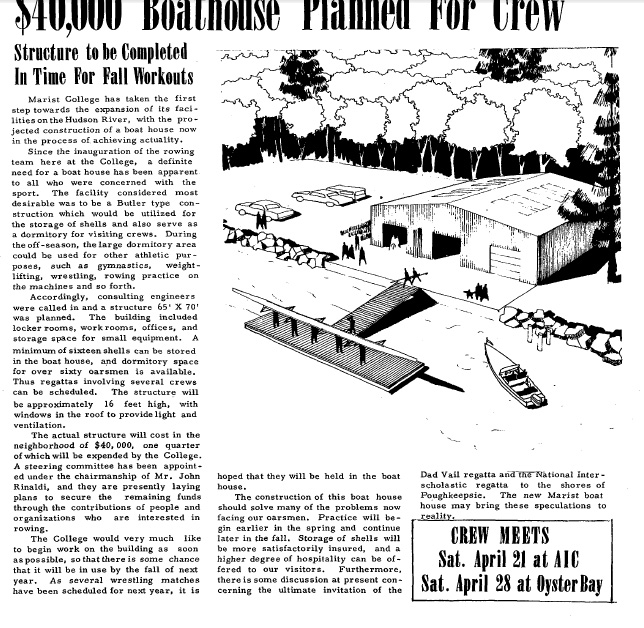 $40,000 Boathouse Planned For Crew
Structure to be Completed
In Time For Fall Workouts
Marist College has taken the first
step towards the expansion of its faci-
lities on the Hudson River, with the pro-
jected construction of a boat house now
in the process of achieving actuality.
Since the inauguration of the rowing
team here at the College, a definite
need for a boat house has been apparent
to all who were concerned with the
sport. The facility considered most
desirable was to be a Butler type con-
struction which would be utilized for
the storage of shells and also serve as
a dormitory for visiting crews. During
the off-season, the large dormitory area
could be used for other athletic pur-
poses, such as gymnastics, weight-
lifting, wrestling, rowing practice on
the machines and so forth.
Accordingly, consulting engineers
were called in and a structure 65' X 70'
was planned. The building included
locker rooms, work rooms, offices, and
storage space for small equipment. A
minimum of sixteen shells can be stored
in the boat house, and dormitory space
for over sixty oarsmen is available.
Thus regattas involving several crews
can be scheduled. The structure will
be approximately 16 feet high, with
windows in the roof to provide light and
ventilation.
The actual structure will cost in the
neighborhood of $40,000, one quarter
of which will be expended by the College.
A steering committee has been appoint-
ed under the chairmanship of Mr. John
Rinaldi, and they are presently laying
plans to secure the remaining funds
through the contributions of people and
organizations who are interested in
rowing.
The College would very much like
to begin work on the building as soon
as possible, so that there is some chance
that it will be in use by the fall of next
year. As several wrestling matches
have been scheduled for next year, it is
hoped that they will be held in the boat
house.
The construction of this boat house
should solve many of the problems now
facing our oarsmen. Practice will be-
gin earlier in the spring and continue
later in the fall. Storage of shells will
be more satisfactorily insured, and a
higher degree of hospitality can be of-
fered to our visitors. Furthermore,
there is some discussion at present con-
cerning the ultimate invitation of the
Dad Vail regatta and the National Inter-
scholastic regatta to the shores of
Poughkeepsie. The new Marist boat
house may bring these speculations to
reality.
CREW MEETS
Sat. April 21 at AIC
Sat. April 28 at Oyster Bay